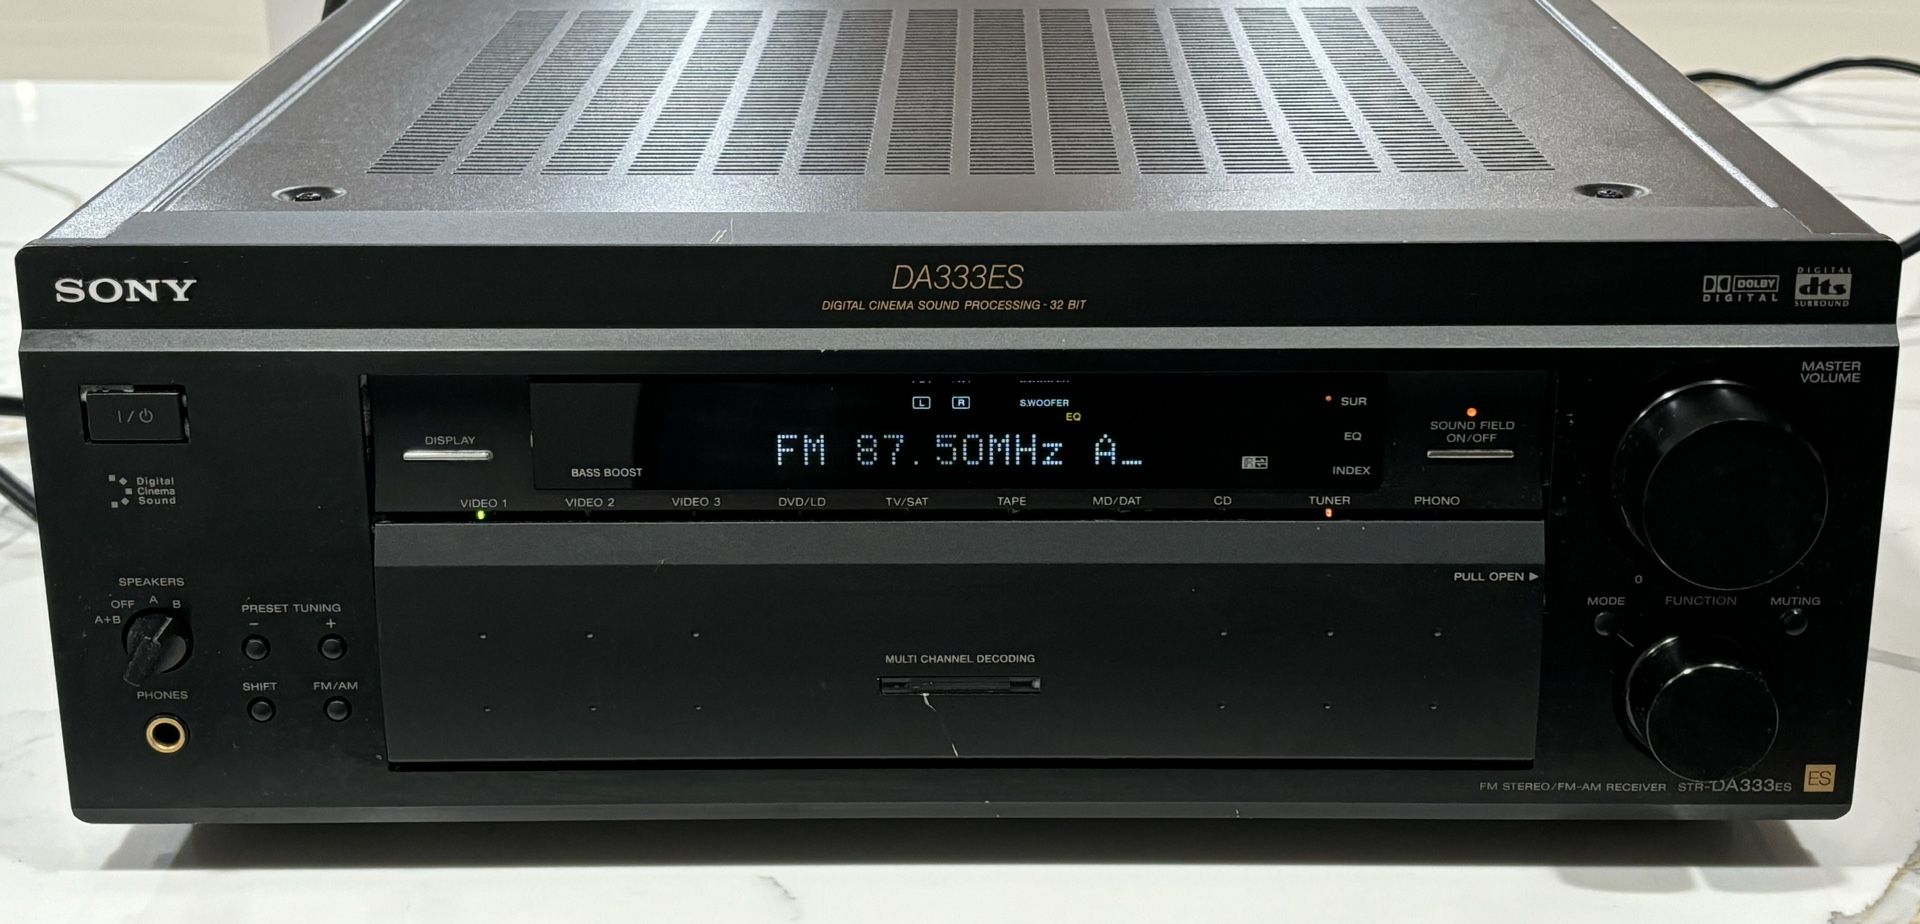 SONY
DA333ES
DIGITAL CINEMA SOUND PROCESSING - 32 BIT
DOLBY
DIGITAL
DIGITAL
dts
SURROUND
MASTER
VOLUME
I/⏻
Digital
Cinema
Sound
DISPLAY
BASS BOOST
L R S.WOOFER
EQ
FM 87.50MHz A_
SUR
EQ
INDEX
SOUND FIELD
ON/OFF
VIDEO 1 VIDEO 2 VIDEO 3 DVD/LD TV/SAT TAPE MD/DAT CD TUNER PHONO
PULL OPEN ▶
SPEAKERS
OFF A B
A+B
PRESET TUNING
− +
SHIFT FM/AM
PHONES
MULTI CHANNEL DECODING
0
MODE FUNCTION MUTING
FM STEREO/FM-AM RECEIVER STR-DA333ES ES